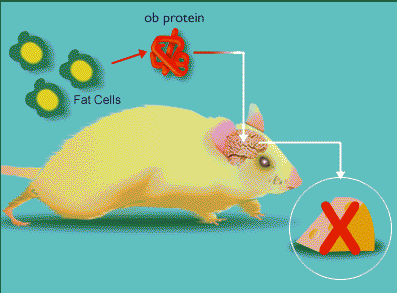 ob protein
Fat Cells